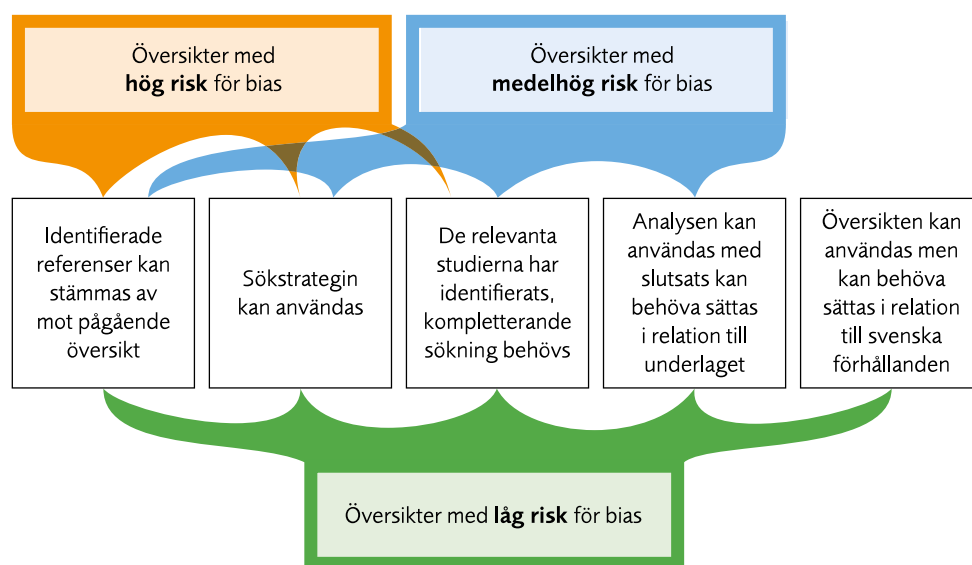 Översikter med
hög risk för bias
Översikter med
medelhög risk för bias
Identifierade
referenser kan
stämmas av
mot pågående
översikt
Sökstrategin
kan användas
De relevanta
studierna har
identifierats,
kompletterande
sökning behövs
Analysen kan
användas med
slutsats kan
behöva sättas
i relation till
underlaget
Översikten kan
användas men
kan behöva
sättas i relation
till svenska
förhållanden
Översikter med låg risk för bias